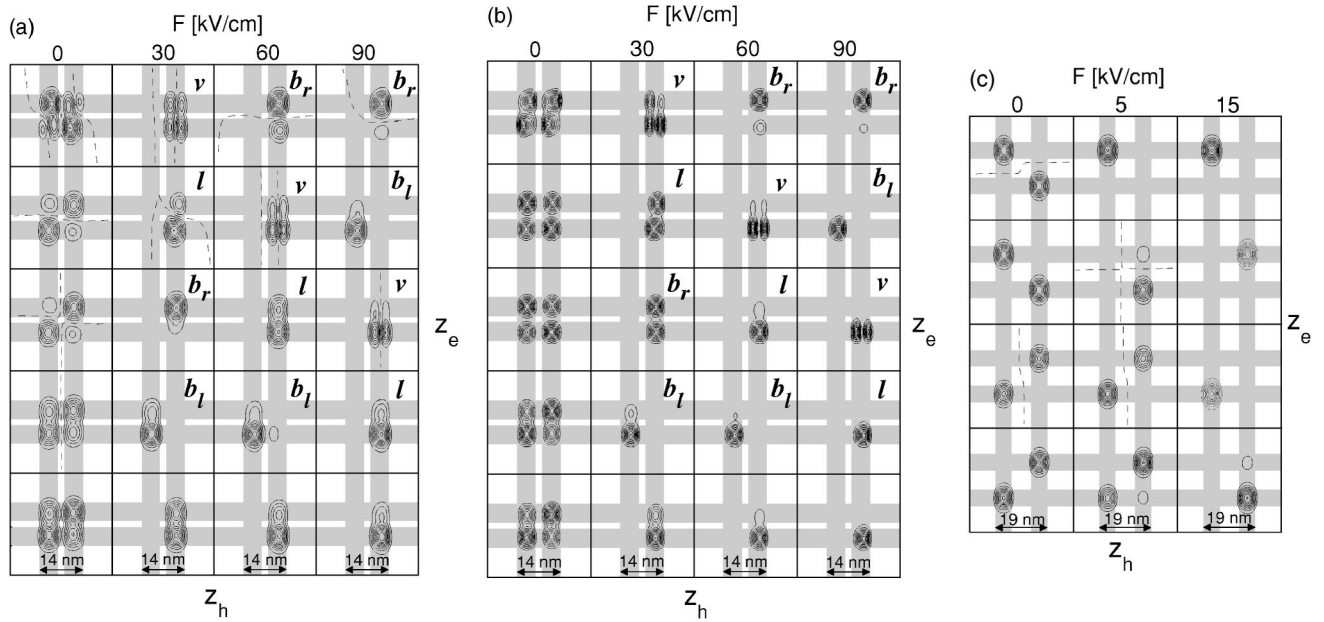 (a)
F [kV/cm]
0 30 60 90
v b_r b_r
l v b_l
b_r l v
b_l b_l l
14 nm 14 nm 14 nm 14 nm
z_h
z_e
(b)
F [kV/cm]
0 30 60 90
v b_r b_r
l v b_l
b_r l v
b_l b_l l
14 nm 14 nm 14 nm 14 nm
z_h
z_e
(c)
F [kV/cm]
0 5 15
19 nm 19 nm 19 nm
z_h
z_e